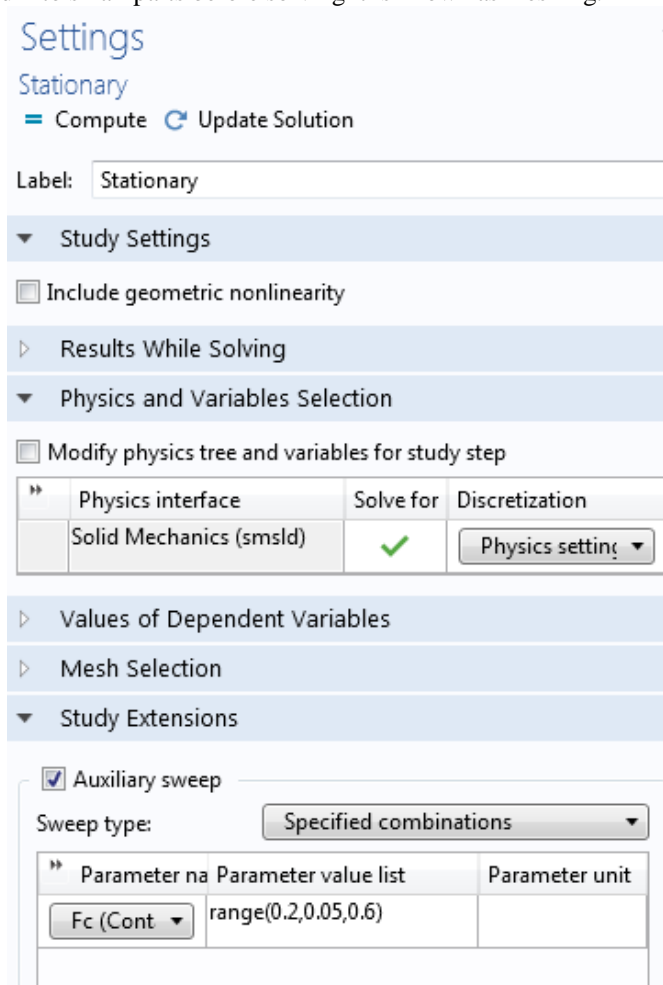 Settings
Stationary
= Compute Update Solution
Label: Stationary
Study Settings
Include geometric nonlinearity
Results While Solving
Physics and Variables Selection
Modify physics tree and variables for study step
Physics interface Solve for Discretization
Solid Mechanics (smsld) Physics setting
Values of Dependent Variables
Mesh Selection
Study Extensions
Auxiliary sweep
Sweep type: Specified combinations
Parameter na Parameter value list Parameter unit
Fc (Cont range(0.2,0.05,0.6)